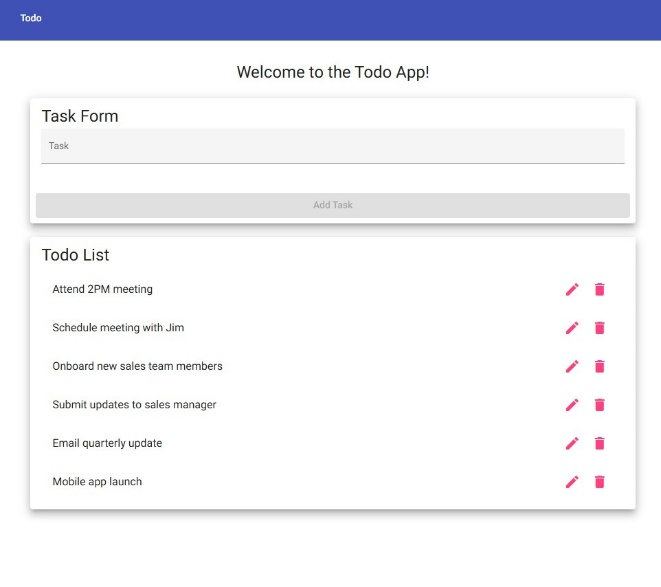 Todo
Welcome to the Todo App!
Task Form
Task
Add Task
Todo List
Attend 2PM meeting
Schedule meeting with Jim
Onboard new sales team members
Submit updates to sales manager
Email quarterly update
Mobile app launch